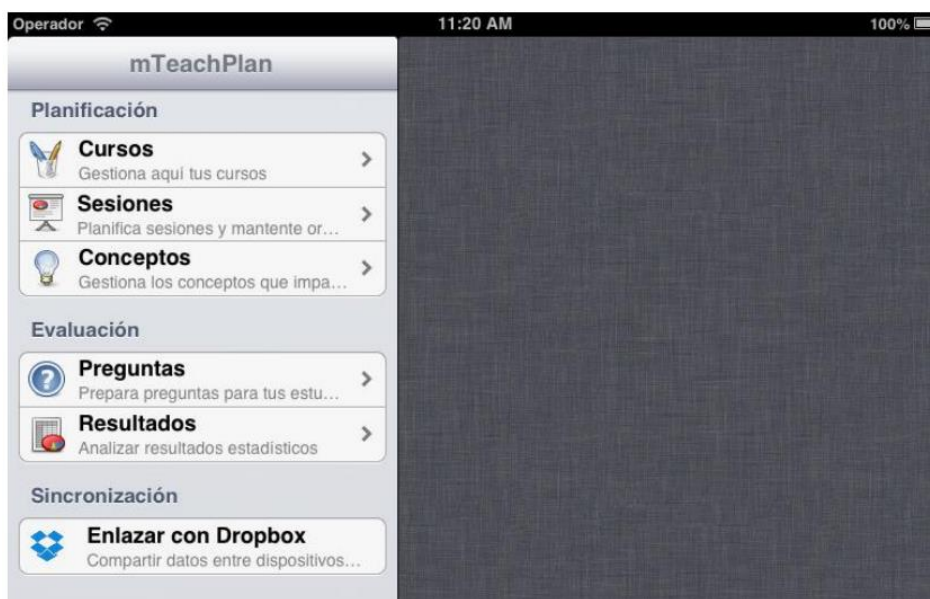 Operador 11:20 AM 100%
mTeachPlan
Planificación
Cursos
Gestiona aquí tus cursos
Sesiones
Planifica sesiones y mantente or...
Conceptos
Gestiona los conceptos que impa...
Evaluación
Preguntas
Prepara preguntas para tus estu...
Resultados
Analizar resultados estadísticos
Sincronización
Enlazar con Dropbox
Compartir datos entre dispositivos...